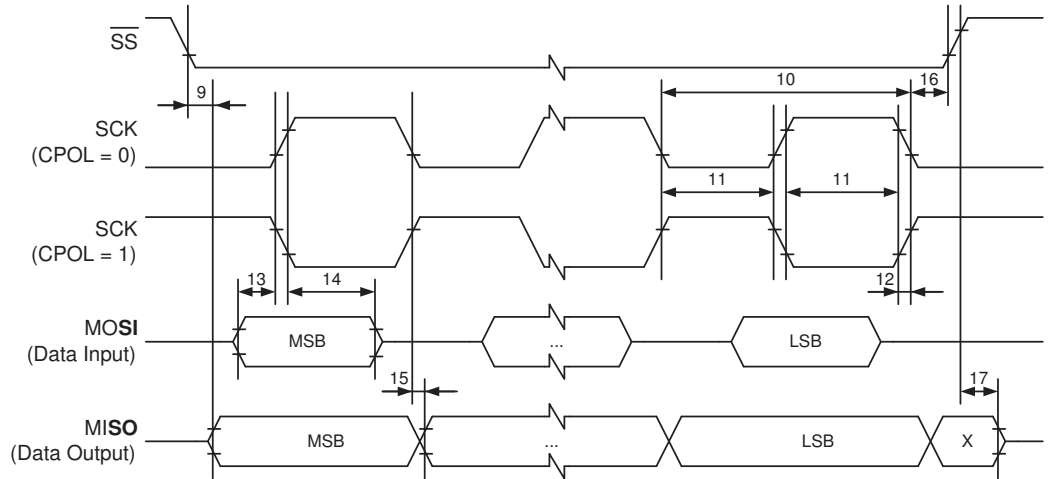 SS
9
10
16
SCK
(CPOL = 0)
11
11
SCK
(CPOL = 1)
13
14
12
MOSI
(Data Input)
MSB
...
LSB
15
17
MISO
(Data Output)
MSB
...
LSB
X